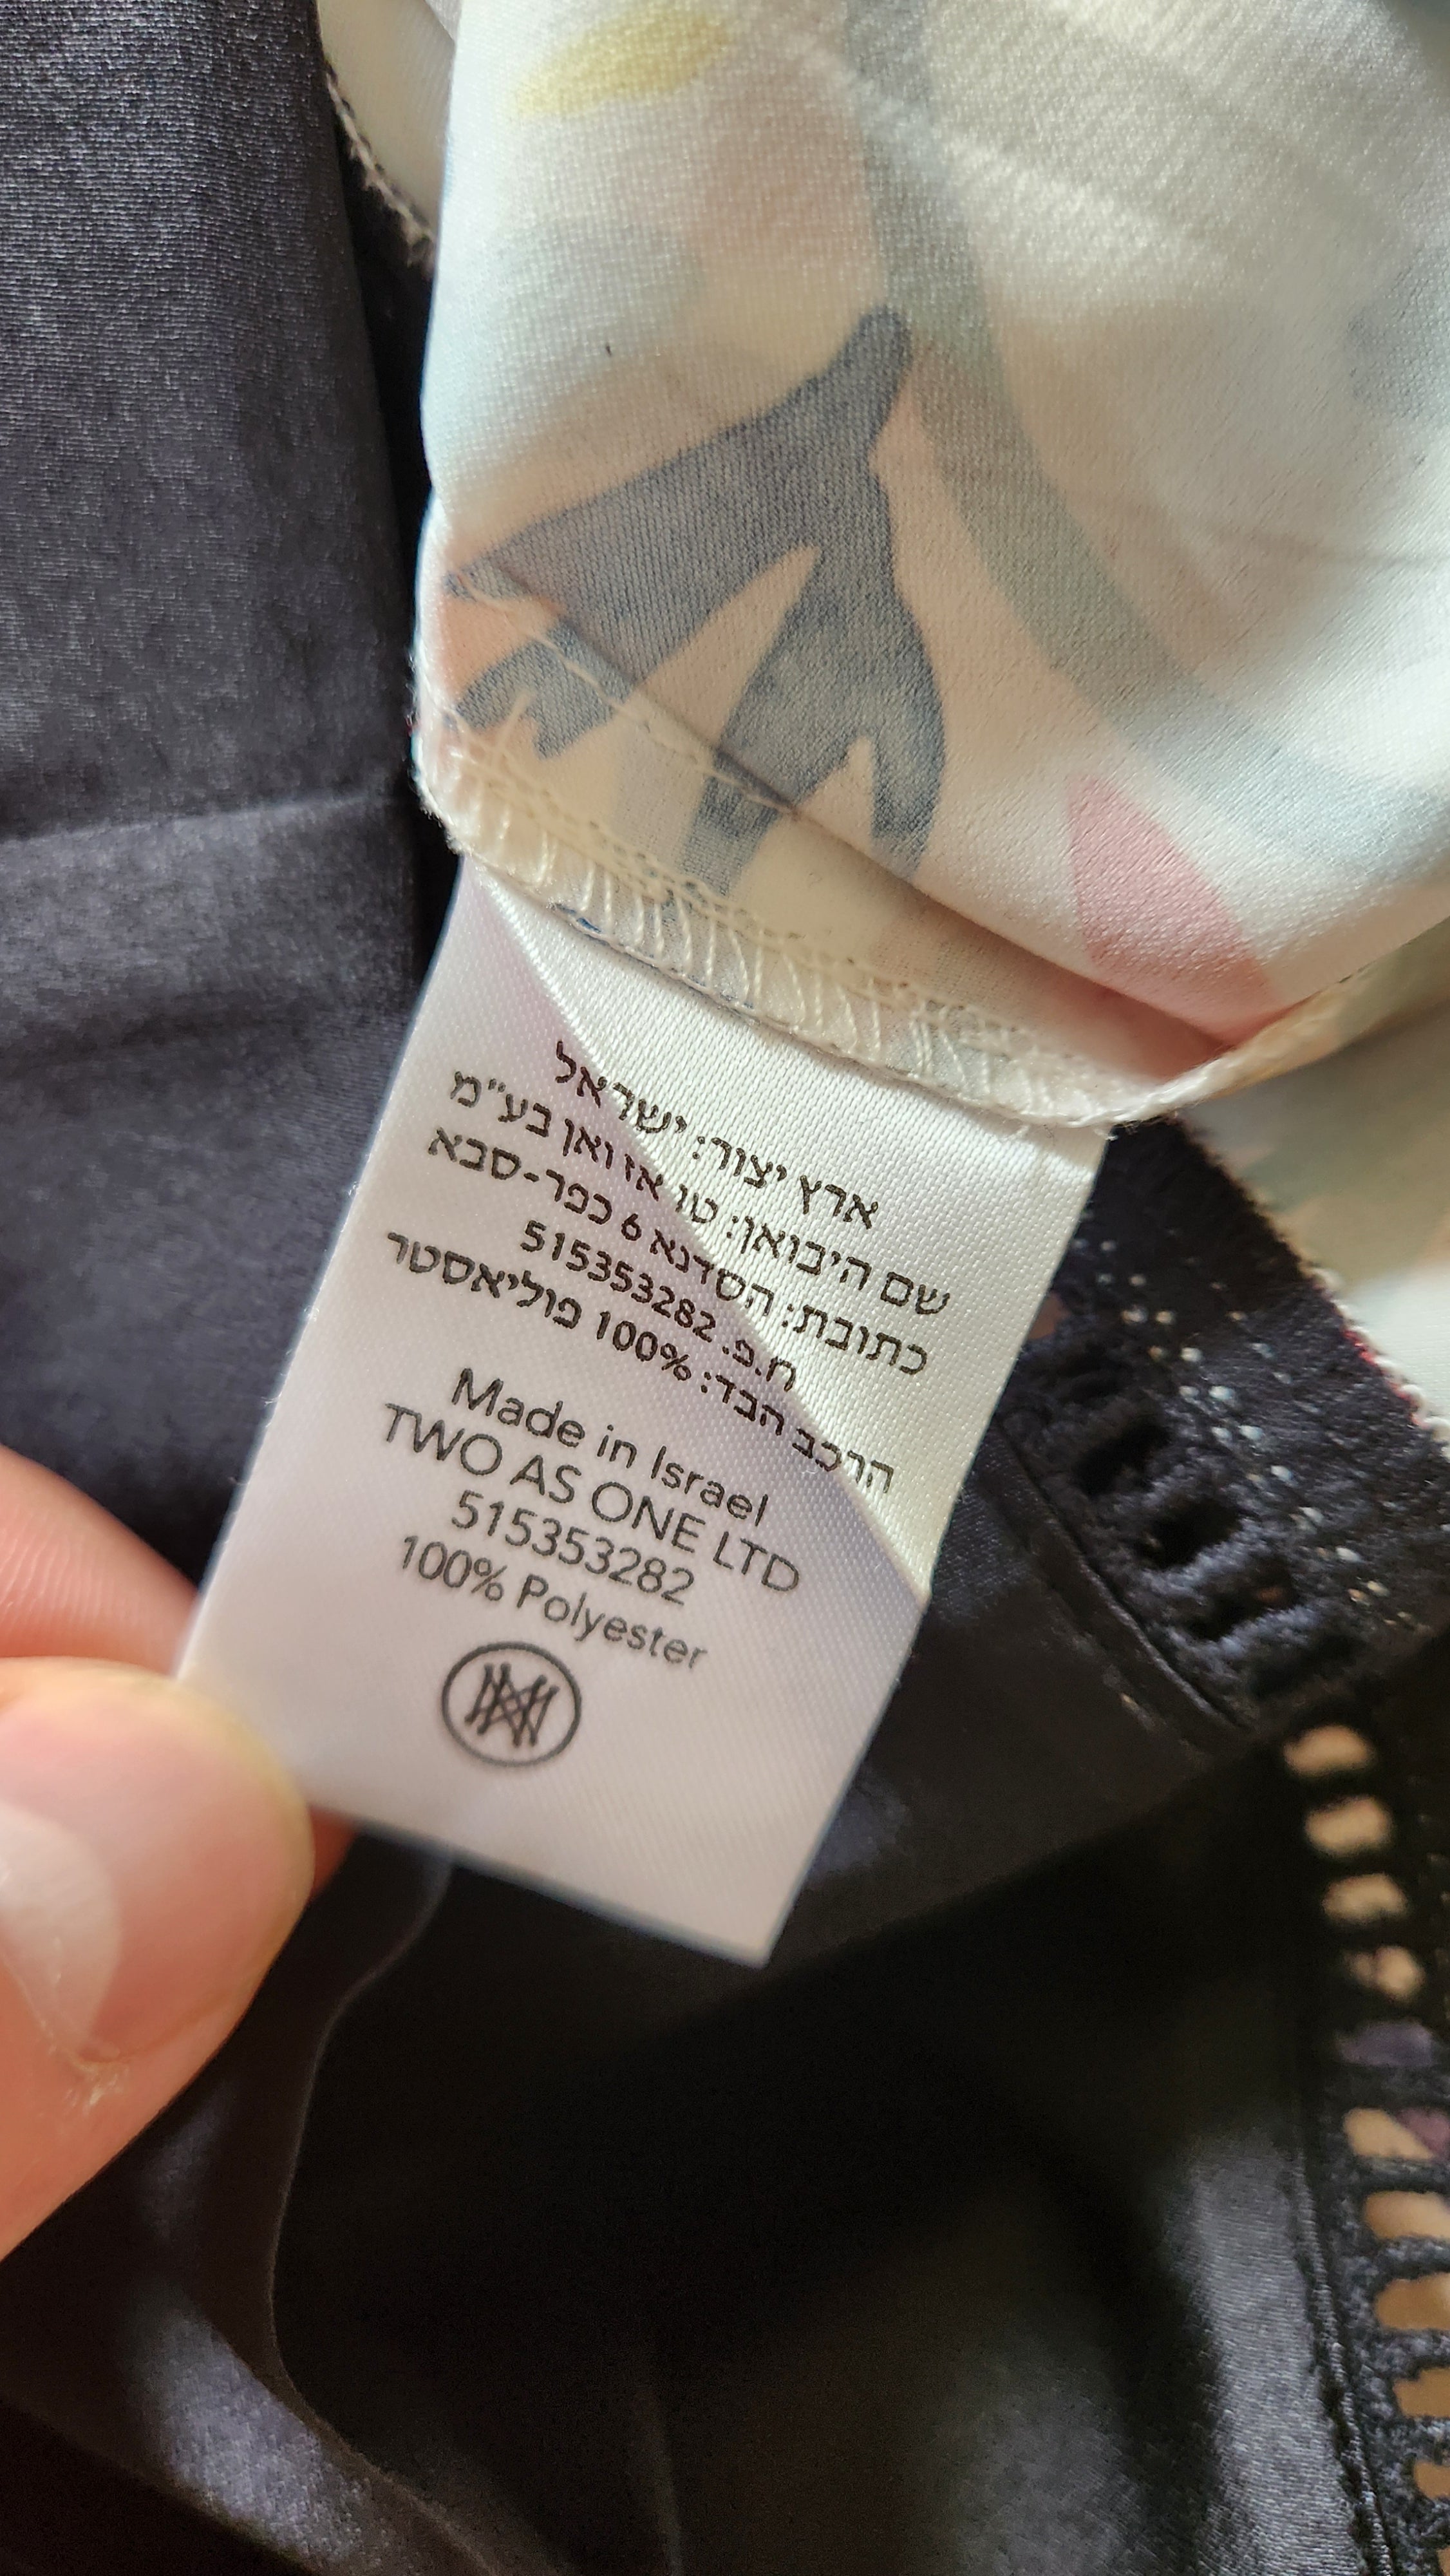 ארץ יצור: ישראל
שם היבואן: טו אז ואן בע"מ
כתובת: הסדנא 6 כפר-סבא
ח.פ. 515353282
הרכב הבד: 100% פוליאסטר
Made in Israel
TWO AS ONE LTD
515353282
100% Polyester